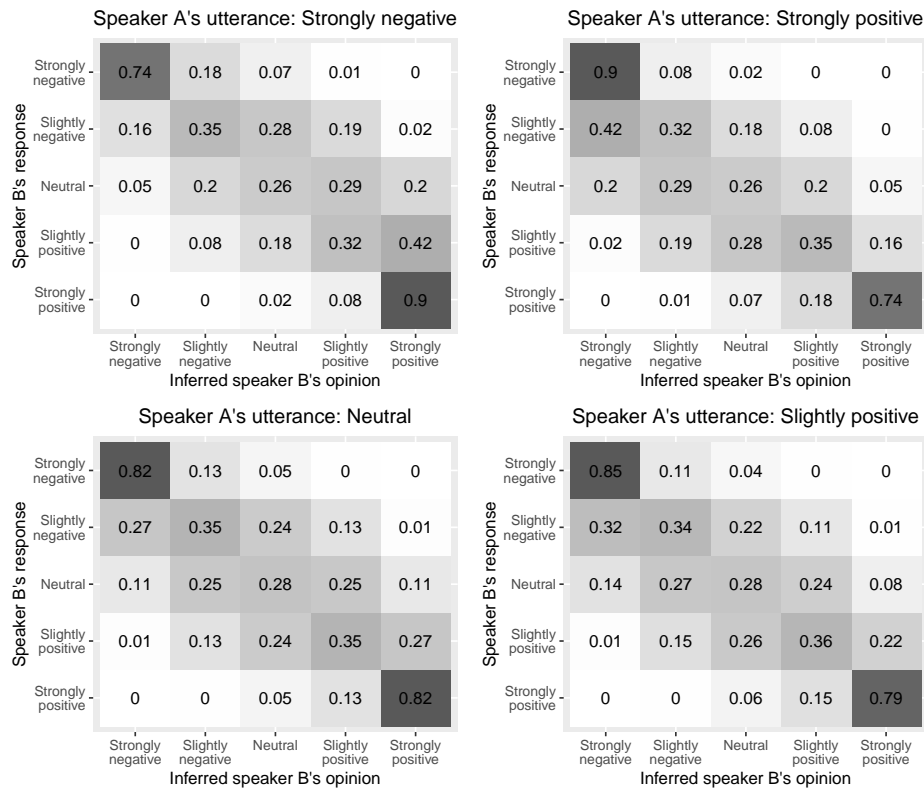 Speaker A's utterance: Strongly negative
Speaker B's response
Strongly
negative
0.74 0.18 0.07 0.01 0
Slightly
negative
0.16 0.35 0.28 0.19 0.02
Neutral
0.05 0.2 0.26 0.29 0.2
Slightly
positive
0 0.08 0.18 0.32 0.42
Strongly
positive
0 0 0.02 0.08 0.9
Strongly Slightly Neutral Slightly Strongly
negative negative positive positive
Inferred speaker B's opinion
Speaker A's utterance: Strongly positive
Speaker B's response
Strongly
negative
0.9 0.08 0.02 0 0
Slightly
negative
0.42 0.32 0.18 0.08 0
Neutral
0.2 0.29 0.26 0.2 0.05
Slightly
positive
0.02 0.19 0.28 0.35 0.16
Strongly
positive
0 0.01 0.07 0.18 0.74
Strongly Slightly Neutral Slightly Strongly
negative negative positive positive
Inferred speaker B's opinion
Speaker A's utterance: Neutral
Speaker B's response
Strongly
negative
0.82 0.13 0.05 0 0
Slightly
negative
0.27 0.35 0.24 0.13 0.01
Neutral
0.11 0.25 0.28 0.25 0.11
Slightly
positive
0.01 0.13 0.24 0.35 0.27
Strongly
positive
0 0 0.05 0.13 0.82
Strongly Slightly Neutral Slightly Strongly
negative negative positive positive
Inferred speaker B's opinion
Speaker A's utterance: Slightly positive
Speaker B's response
Strongly
negative
0.85 0.11 0.04 0 0
Slightly
negative
0.32 0.34 0.22 0.11 0.01
Neutral
0.14 0.27 0.28 0.24 0.08
Slightly
positive
0.01 0.15 0.26 0.36 0.22
Strongly
positive
0 0 0.06 0.15 0.79
Strongly Slightly Neutral Slightly Strongly
negative negative positive positive
Inferred speaker B's opinion